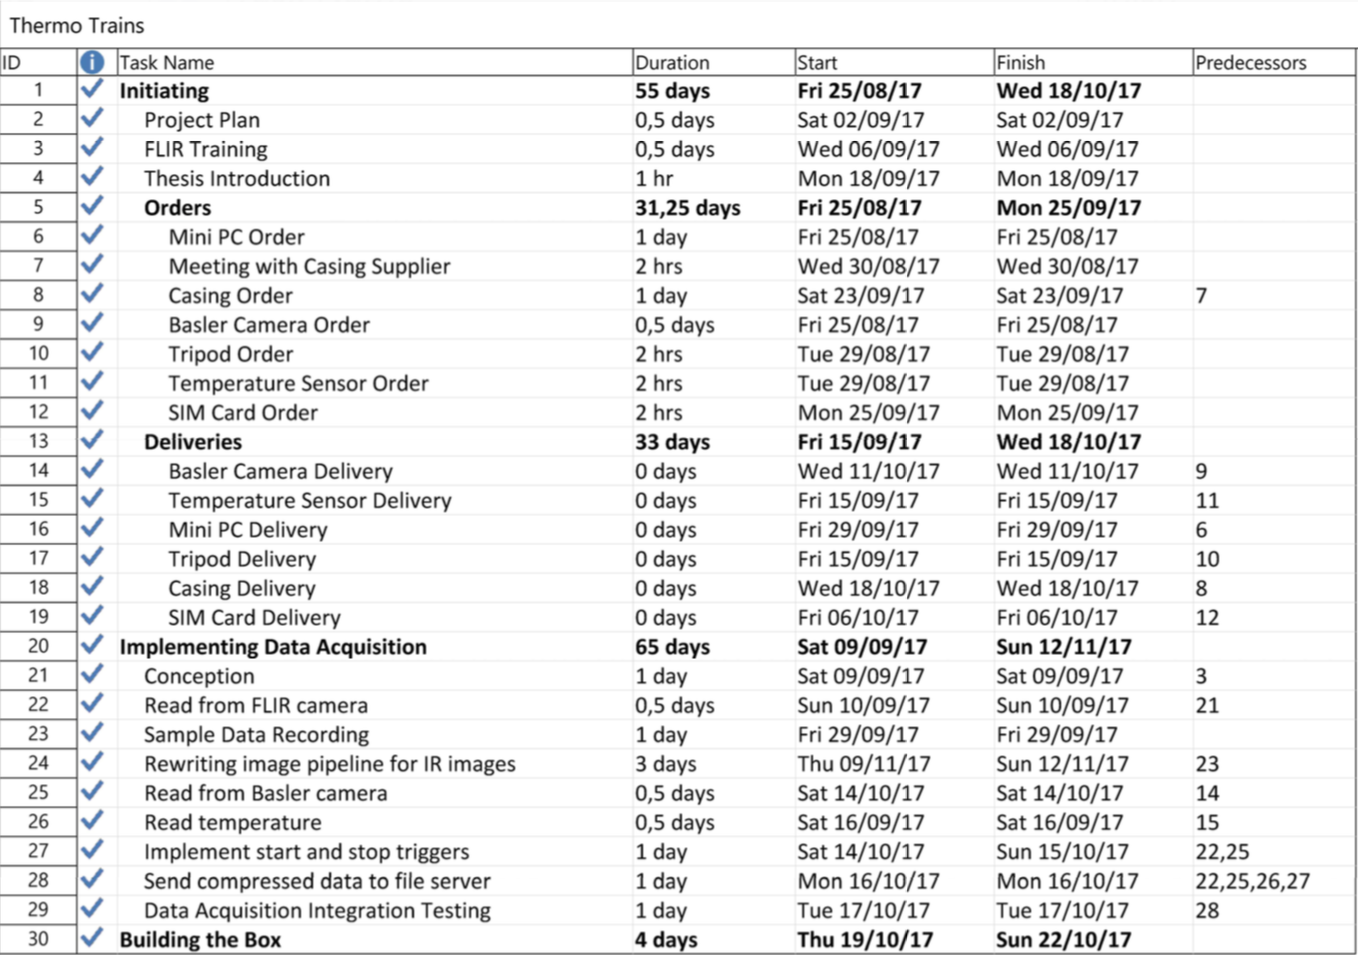 Thermo Trains
ID i Task Name Duration Start Finish Predecessors
1 Initiating 55 days Fri 25/08/17 Wed 18/10/17
2 Project Plan 0,5 days Sat 02/09/17 Sat 02/09/17
3 FLIR Training 0,5 days Wed 06/09/17 Wed 06/09/17
4 Thesis Introduction 1 hr Mon 18/09/17 Mon 18/09/17
5 Orders 31,25 days Fri 25/08/17 Mon 25/09/17
6 Mini PC Order 1 day Fri 25/08/17 Fri 25/08/17
7 Meeting with Casing Supplier 2 hrs Wed 30/08/17 Wed 30/08/17
8 Casing Order 1 day Sat 23/09/17 Sat 23/09/17 7
9 Basler Camera Order 0,5 days Fri 25/08/17 Fri 25/08/17
10 Tripod Order 2 hrs Tue 29/08/17 Tue 29/08/17
11 Temperature Sensor Order 2 hrs Tue 29/08/17 Tue 29/08/17
12 SIM Card Order 2 hrs Mon 25/09/17 Mon 25/09/17
13 Deliveries 33 days Fri 15/09/17 Wed 18/10/17
14 Basler Camera Delivery 0 days Wed 11/10/17 Wed 11/10/17 9
15 Temperature Sensor Delivery 0 days Fri 15/09/17 Fri 15/09/17 11
16 Mini PC Delivery 0 days Fri 29/09/17 Fri 29/09/17 6
17 Tripod Delivery 0 days Fri 15/09/17 Fri 15/09/17 10
18 Casing Delivery 0 days Wed 18/10/17 Wed 18/10/17 8
19 SIM Card Delivery 0 days Fri 06/10/17 Fri 06/10/17 12
20 Implementing Data Acquisition 65 days Sat 09/09/17 Sun 12/11/17
21 Conception 1 day Sat 09/09/17 Sat 09/09/17 3
22 Read from FLIR camera 0,5 days Sun 10/09/17 Sun 10/09/17 21
23 Sample Data Recording 1 day Fri 29/09/17 Fri 29/09/17
24 Rewriting image pipeline for IR images 3 days Thu 09/11/17 Sun 12/11/17 23
25 Read from Basler camera 0,5 days Sat 14/10/17 Sat 14/10/17 14
26 Read temperature 0,5 days Sat 16/09/17 Sat 16/09/17 15
27 Implement start and stop triggers 1 day Sat 14/10/17 Sun 15/10/17 22,25
28 Send compressed data to file server 1 day Mon 16/10/17 Mon 16/10/17 22,25,26,27
29 Data Acquisition Integration Testing 1 day Tue 17/10/17 Tue 17/10/17 28
30 Building the Box 4 days Thu 19/10/17 Sun 22/10/17